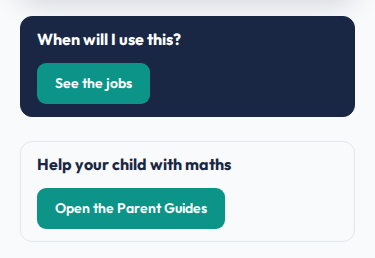 When will I use this?
See the jobs
Help your child with maths
Open the Parent Guides